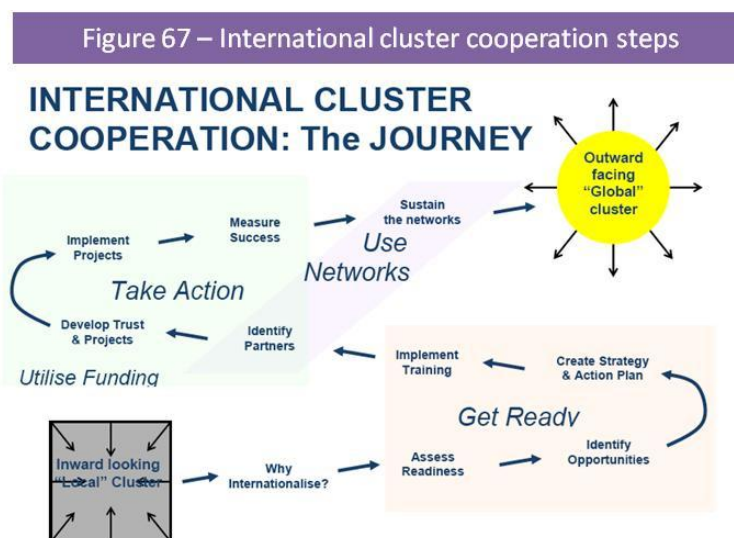 Figure 67 – International cluster cooperation steps
INTERNATIONAL CLUSTER
COOPERATION: The JOURNEY
Outward
facing
“Global”
cluster
Sustain
the networks
Measure
Success
Implement
Projects
Use
Networks
Take Action
Develop Trust
& Projects
Identify
Partners
Implement
Training
Create Strategy
& Action Plan
Utilise Funding
Get Ready
Inward looking
“Local” Cluster
Why
Internationalise?
Assess
Readiness
Identify
Opportunities